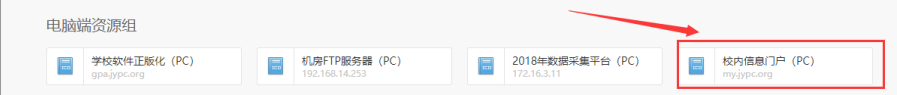 电脑端资源组
学校软件正版化（PC）
gpa.jypc.org
机房FTP服务器（PC）
192.168.14.253
2018年数据采集平台（PC）
172.16.3.11
校内信息门户（PC）
my.jypc.org